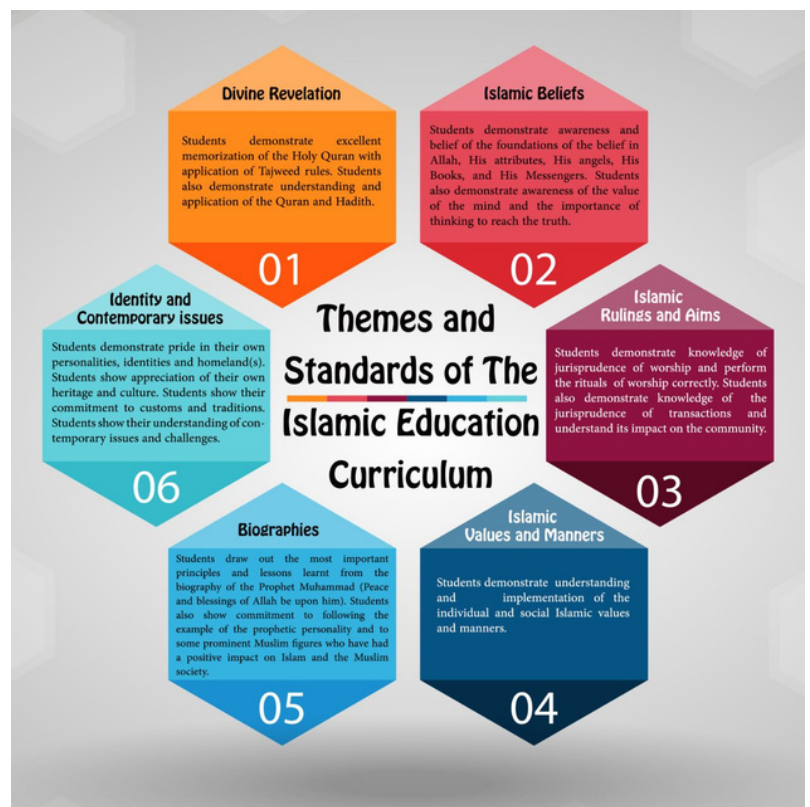 Themes and
Standards of The
Islamic Education
Curriculum
Divine Revelation
Students demonstrate excellent
memorization of the Holy Quran with
application of Tajweed rules. Students
also demonstrate understanding and
application of the Quran and Hadith.
01
Islamic Beliefs
Students demonstrate awareness and
belief of the foundations of the belief in
Allah, His attributes, His angels, His
Books, and His Messengers. Students
also demonstrate awareness of the value
of the mind and the importance of
thinking to reach the truth.
02
Islamic
Rulings and Aims
Students demonstrate knowledge of
jurisprudence of worship and perform
the rituals of worship correctly. Students
also demonstrate knowledge of the
jurisprudence of transactions and
understand its impact on the community.
03
Islamic
Values and Manners
Students demonstrate understanding
and implementation of the
individual and social Islamic values
and manners.
04
Biographies
Students draw out the most important
principles and lessons learnt from the
biography of the Prophet Muhammad (Peace
and blessings of Allah be upon him). Students
also show commitment to following the
example of the prophetic personality and to
some prominent Muslim figures who have had
a positive impact on Islam and the Muslim
society.
05
Identity and
Contemporary issues
Students demonstrate pride in their own
personalities, identities and homeland(s).
Students show appreciation of their own
heritage and culture. Students show their
commitment to customs and traditions.
Students show their understanding of con-
temporary issues and challenges.
06